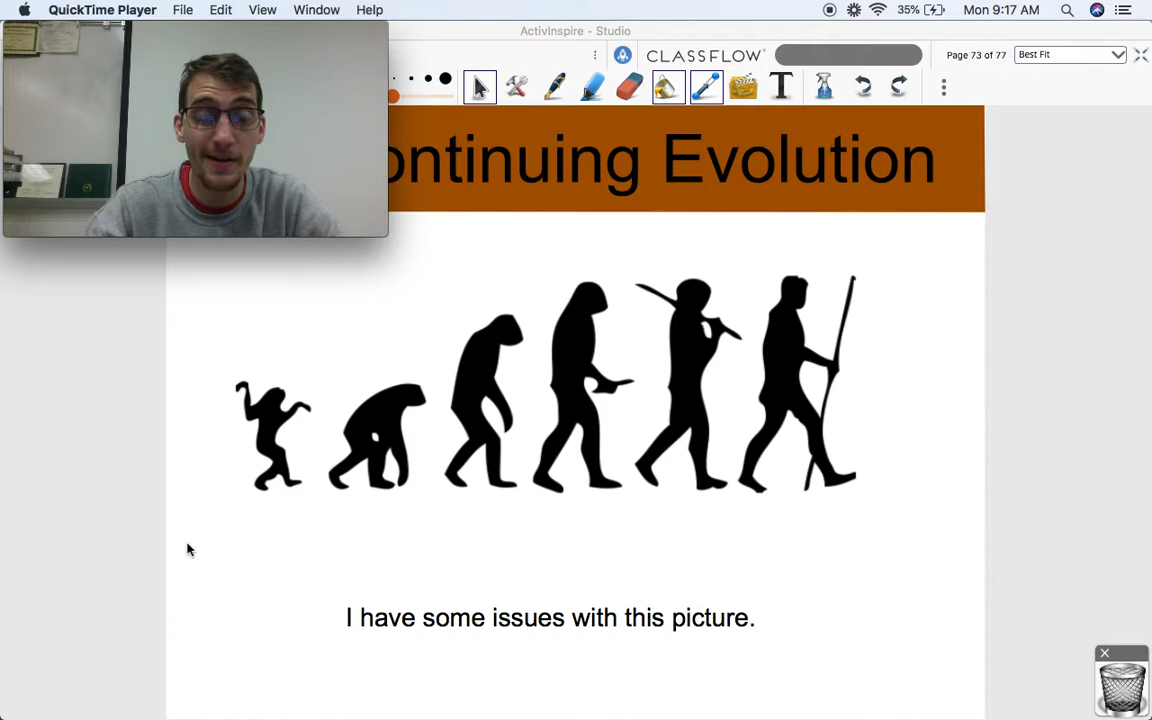 QuickTime Player File Edit View Window Help 35% Mon 9:17 AM
ActivInspire - Studio
CLASSFLOW
Page 73 of 77
Best Fit
T
ontinuing Evolution
I have some issues with this picture.